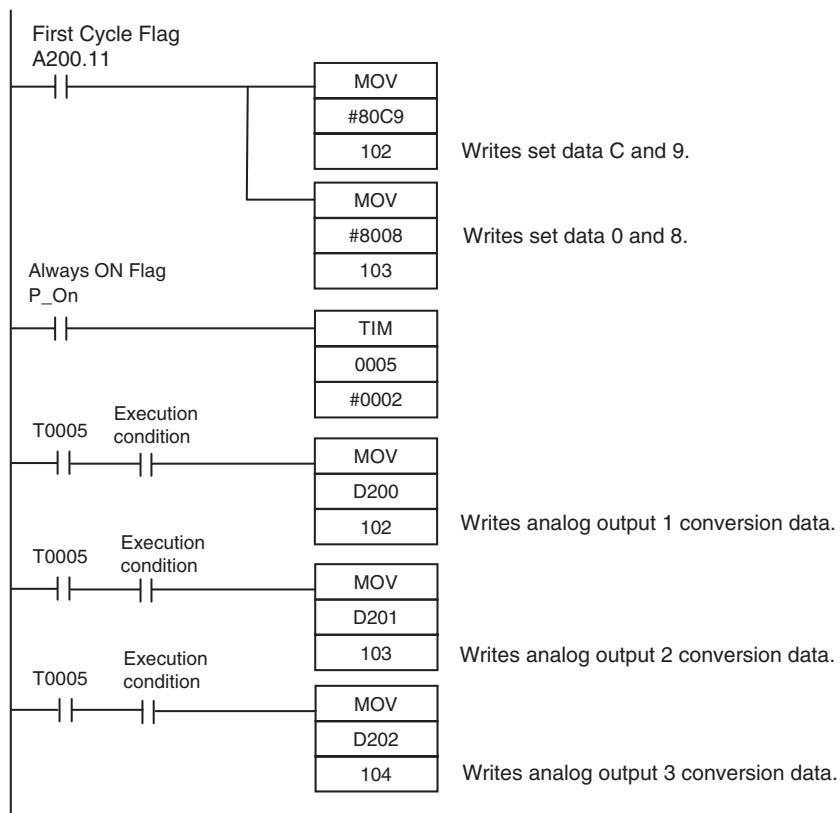 First Cycle Flag
A200.11
MOV
#80C9
102
Writes set data C and 9.
MOV
#8008
Writes set data 0 and 8.
103
Always ON Flag
P_On
TIM
0005
#0002
T0005
Execution
condition
MOV
D200
102
Writes analog output 1 conversion data.
T0005
Execution
condition
MOV
D201
103
Writes analog output 2 conversion data.
T0005
Execution
condition
MOV
D202
104
Writes analog output 3 conversion data.